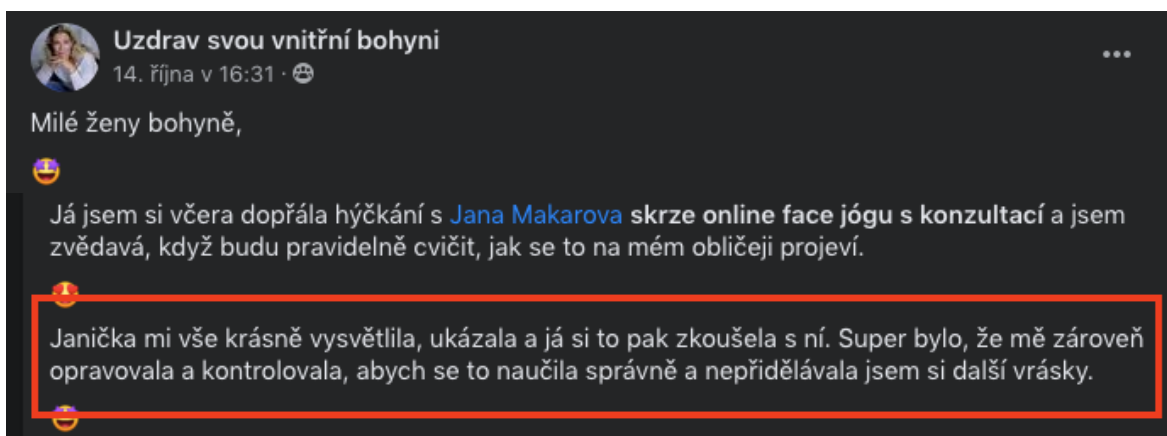 Uzdrav svou vnitřní bohyni
14. října v 16:31 ·
Milé ženy bohyně,
Já jsem si včera dopřála hýčkání s Jana Makarova skrze online face jógu s konzultací a jsem
zvědavá, když budu pravidelně cvičit, jak se to na mém obličeji projeví.
Janička mi vše krásně vysvětlila, ukázala a já si to pak zkoušela s ní. Super bylo, že mě zároveň
opravovala a kontrolovala, abych se to naučila správně a nepřidělávala jsem si další vrásky.